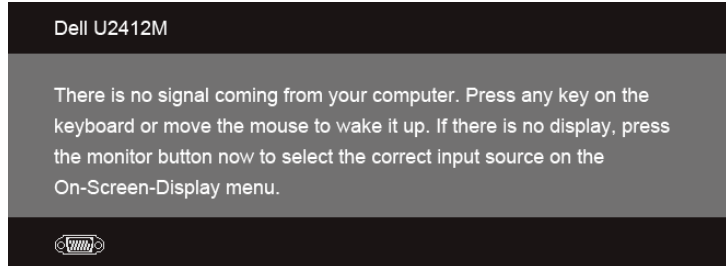 Dell U2412M
There is no signal coming from your computer. Press any key on the
keyboard or move the mouse to wake it up. If there is no display, press
the monitor button now to select the correct input source on the
On-Screen-Display menu.